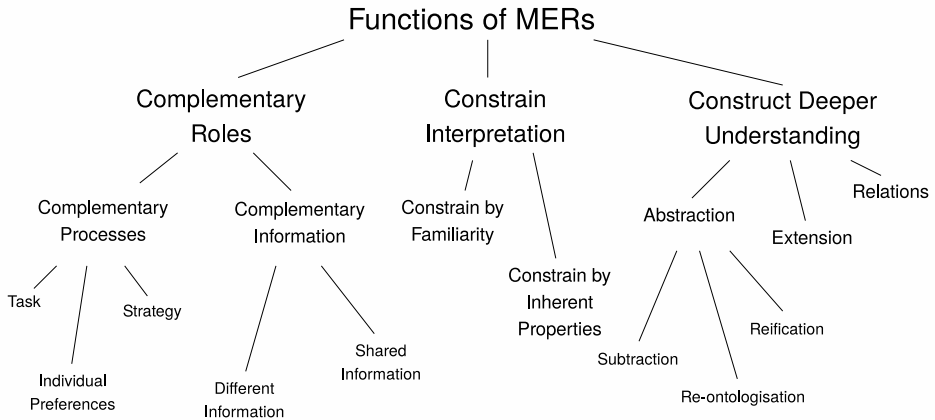 Functions of MERs
Complementary
Roles
Constrain
Interpretation
Construct Deeper
Understanding
Complementary
Processes
Complementary
Information
Constrain by
Familiarity
Constrain by
Inherent
Properties
Abstraction
Extension
Relations
Task
Individual
Preferences
Strategy
Different
Information
Shared
Information
Subtraction
Re-ontologisation
Reification